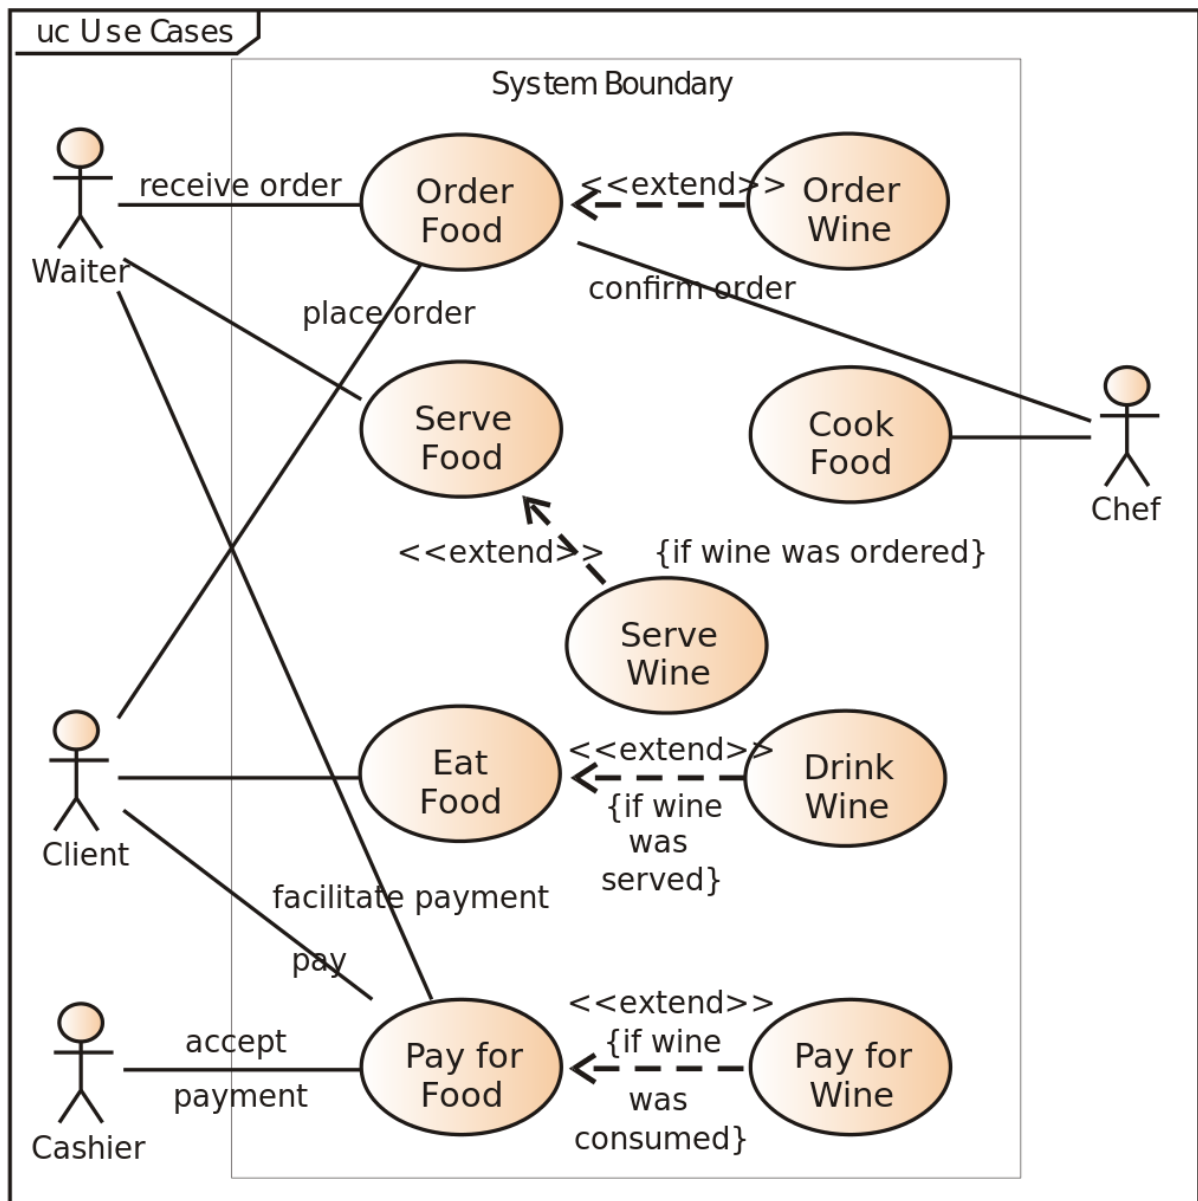 uc Use Cases
System Boundary
receive order
Order
Food
<<extend>>
Order
Wine
Waiter
place order
confirm order
Serve
Food
Cook
Food
Chef
<<extend>>
{if wine was ordered}
Serve
Wine
Client
Eat
Food
<<extend>>
{if wine
was
served}
Drink
Wine
facilitate payment
pay
Cashier
accept
payment
Pay for
Food
<<extend>>
{if wine
was
consumed}
Pay for
Wine